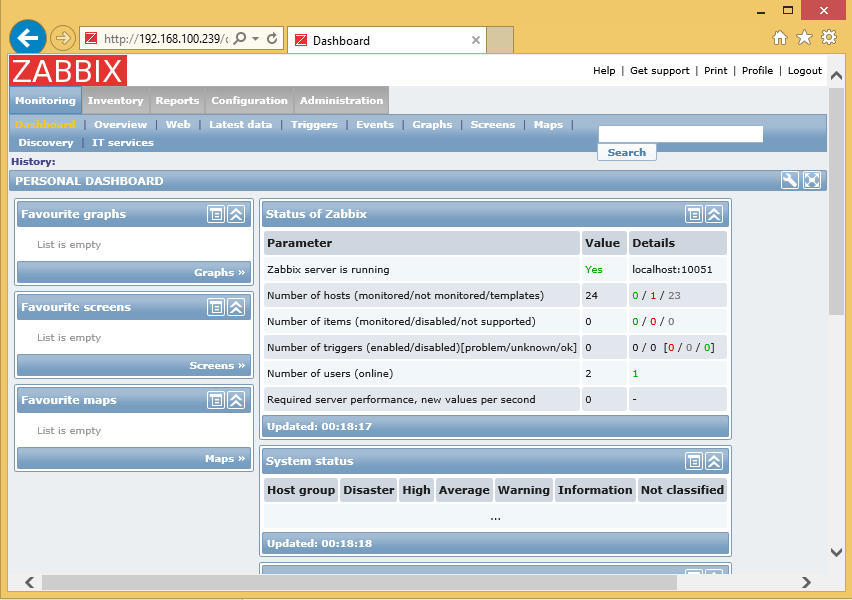 http://192.168.100.239/
Dashboard
ZABBIX
Help | Get support | Print | Profile | Logout
Monitoring Inventory Reports Configuration Administration
Dashboard | Overview | Web | Latest data | Triggers | Events | Graphs | Screens | Maps |
Discovery | IT services
Search
History:
PERSONAL DASHBOARD
Favourite graphs
List is empty
Graphs »
Favourite screens
List is empty
Screens »
Favourite maps
List is empty
Maps »
Status of Zabbix
Parameter Value Details
Zabbix server is running Yes localhost:10051
Number of hosts (monitored/not monitored/templates) 24 0 / 1 / 23
Number of items (monitored/disabled/not supported) 0 0 / 0 / 0
Number of triggers (enabled/disabled)[problem/unknown/ok] 0 0 / 0 [0 / 0 / 0]
Number of users (online) 2 1
Required server performance, new values per second 0 -
Updated: 00:18:17
System status
Host group Disaster High Average Warning Information Not classified
...
Updated: 00:18:18